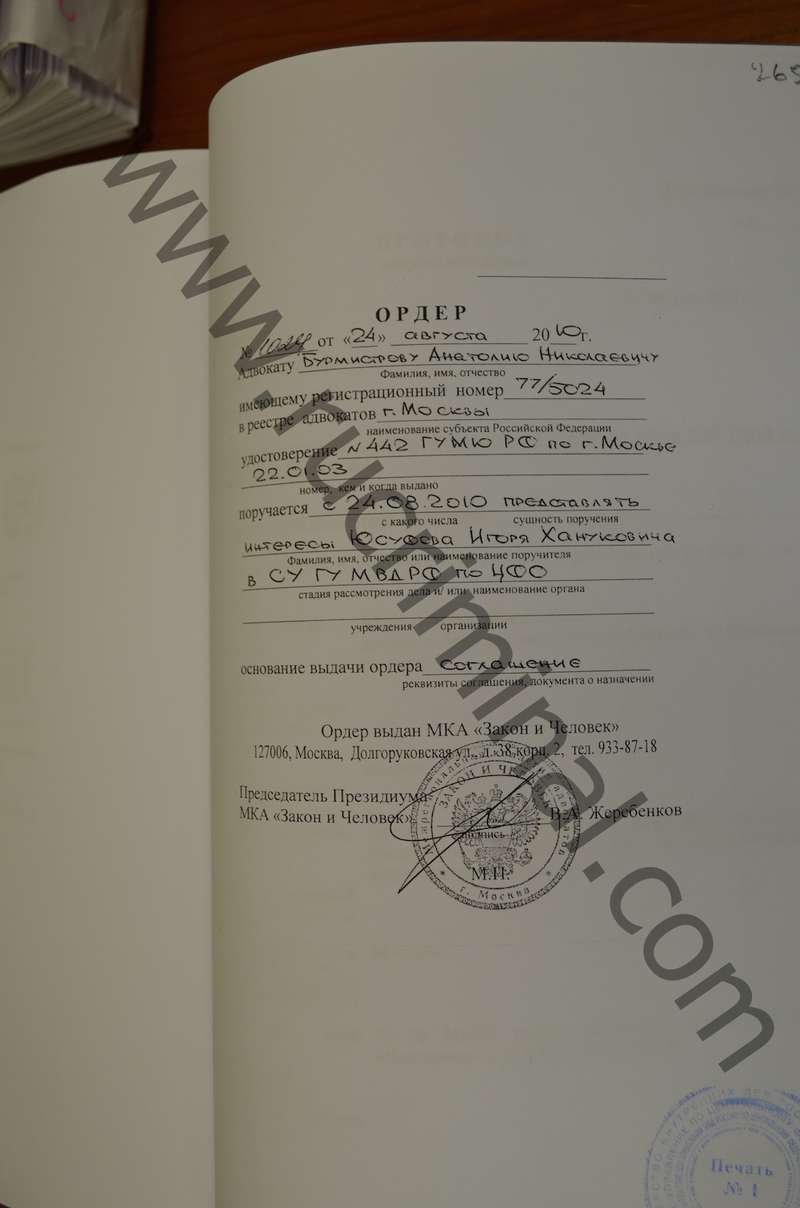 265
ОРДЕР
№ 1024 от «24» августа 2010г.
Адвокату Бурмистрову Анатолию Николаевичу
Фамилия, имя, отчество
имеющему регистрационный номер 77/5024
в реестре адвокатов г. Москвы
наименование субъекта Российской Федерации
удостоверение N 442 ГУМЮ РФ по г. Москве
22.01.03
номер, кем и когда выдано
поручается с 24.08.2010 представлять
с какого числа сущность поручения
интересы Юсуфова Игоря Ханукович​а
Фамилия, имя, отчество или наименование поручителя
в СУ ГУ МВД РФ по ЦФО
стадия рассмотрения дела и/ или наименование органа
учреждения организации
основание выдачи ордера соглашение
реквизиты соглашения, документа о назначении
Ордер выдан МКА «Закон и Человек»
127006, Москва, Долгоруковская ул., д. 38, корп. 2, тел. 933-87-18
Председатель Президиума
МКА «Закон и Человек» В.А. Жеребенков
подпись
М.П.
ЗАКОН И ЧЕЛОВЕК
г. Москва
Печать
№ 1
www.rucriminal.com